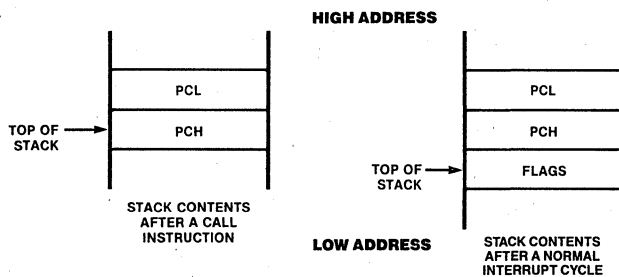 HIGH ADDRESS
PCL
PCH
TOP OF
STACK
STACK CONTENTS
AFTER A CALL
INSTRUCTION
PCL
PCH
FLAGS
TOP OF
STACK
LOW ADDRESS
STACK CONTENTS
AFTER A NORMAL
INTERRUPT CYCLE